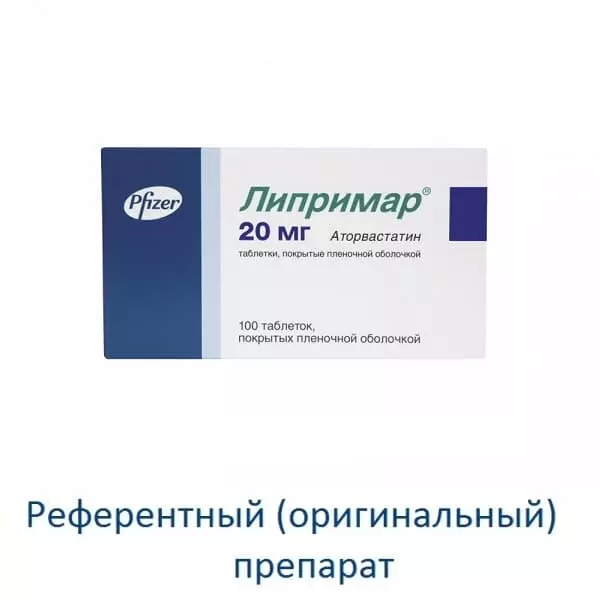 Pfizer
Липримар®
20 мг Аторвастатин
таблетки, покрытые пленочной оболочкой
100 таблеток,
покрытых пленочной оболочкой
Референтный (оригинальный)
препарат